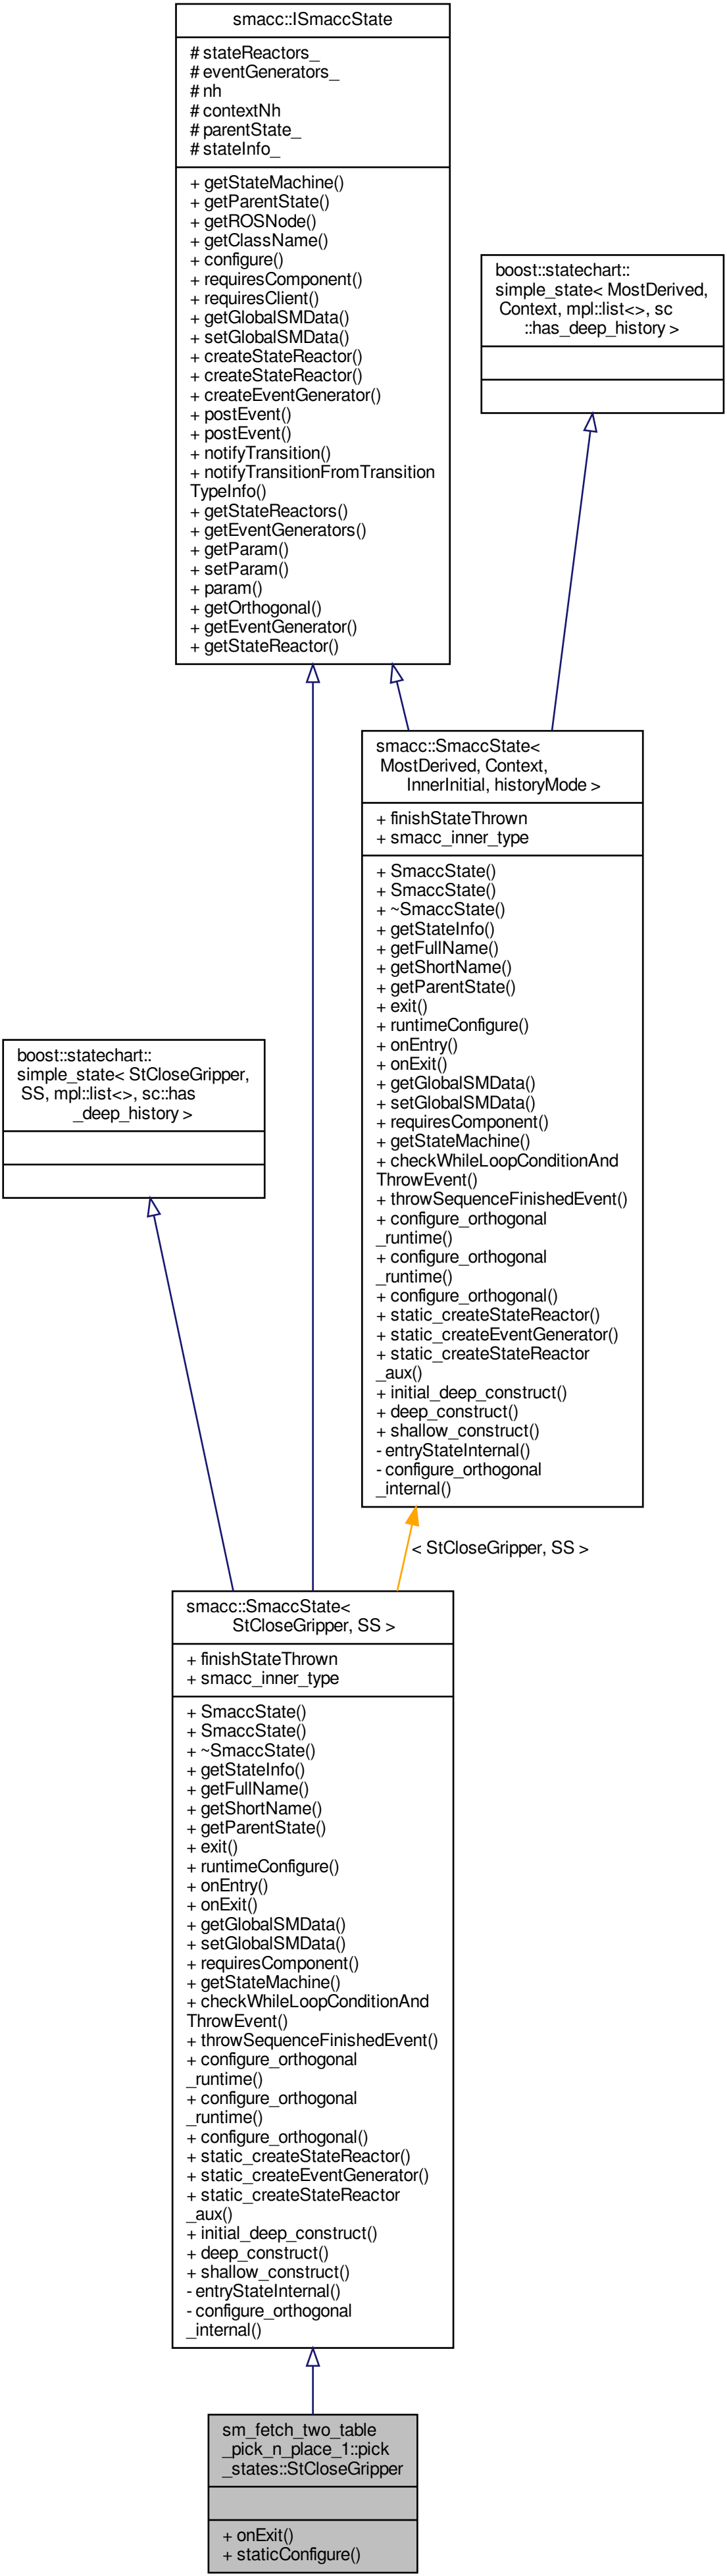 smacc::ISmaccState
# stateReactors_
# eventGenerators_
# nh
# contextNh
# parentState_
# stateInfo_
+ getStateMachine()
+ getParentState()
+ getROSNode()
+ getClassName()
+ configure()
+ requiresComponent()
+ requiresClient()
+ getGlobalSMData()
+ setGlobalSMData()
+ createStateReactor()
+ createStateReactor()
+ createEventGenerator()
+ postEvent()
+ postEvent()
+ notifyTransition()
+ notifyTransitionFromTransition
TypeInfo()
+ getStateReactors()
+ getEventGenerators()
+ getParam()
+ setParam()
+ param()
+ getOrthogonal()
+ getEventGenerator()
+ getStateReactor()
boost::statechart::
simple_state< MostDerived,
Context, mpl::list<>, sc
::has_deep_history >
smacc::SmaccState<
MostDerived, Context,
InnerInitial, historyMode >
+ finishStateThrown
+ smacc_inner_type
+ SmaccState()
+ SmaccState()
+ ~SmaccState()
+ getStateInfo()
+ getFullName()
+ getShortName()
+ getParentState()
+ exit()
+ runtimeConfigure()
+ onEntry()
+ onExit()
+ getGlobalSMData()
+ setGlobalSMData()
+ requiresComponent()
+ getStateMachine()
+ checkWhileLoopConditionAnd
ThrowEvent()
+ throwSequenceFinishedEvent()
+ configure_orthogonal
_runtime()
+ configure_orthogonal
_runtime()
+ configure_orthogonal()
+ static_createStateReactor()
+ static_createEventGenerator()
+ static_createStateReactor
_aux()
+ initial_deep_construct()
+ deep_construct()
+ shallow_construct()
- entryStateInternal()
- configure_orthogonal
_internal()
boost::statechart::
simple_state< StCloseGripper,
SS, mpl::list<>, sc::has
_deep_history >
< StCloseGripper, SS >
smacc::SmaccState<
StCloseGripper, SS >
+ finishStateThrown
+ smacc_inner_type
+ SmaccState()
+ SmaccState()
+ ~SmaccState()
+ getStateInfo()
+ getFullName()
+ getShortName()
+ getParentState()
+ exit()
+ runtimeConfigure()
+ onEntry()
+ onExit()
+ getGlobalSMData()
+ setGlobalSMData()
+ requiresComponent()
+ getStateMachine()
+ checkWhileLoopConditionAnd
ThrowEvent()
+ throwSequenceFinishedEvent()
+ configure_orthogonal
_runtime()
+ configure_orthogonal
_runtime()
+ configure_orthogonal()
+ static_createStateReactor()
+ static_createEventGenerator()
+ static_createStateReactor
_aux()
+ initial_deep_construct()
+ deep_construct()
+ shallow_construct()
- entryStateInternal()
- configure_orthogonal
_internal()
sm_fetch_two_table
_pick_n_place_1::pick
_states::StCloseGripper
+ onExit()
+ staticConfigure()